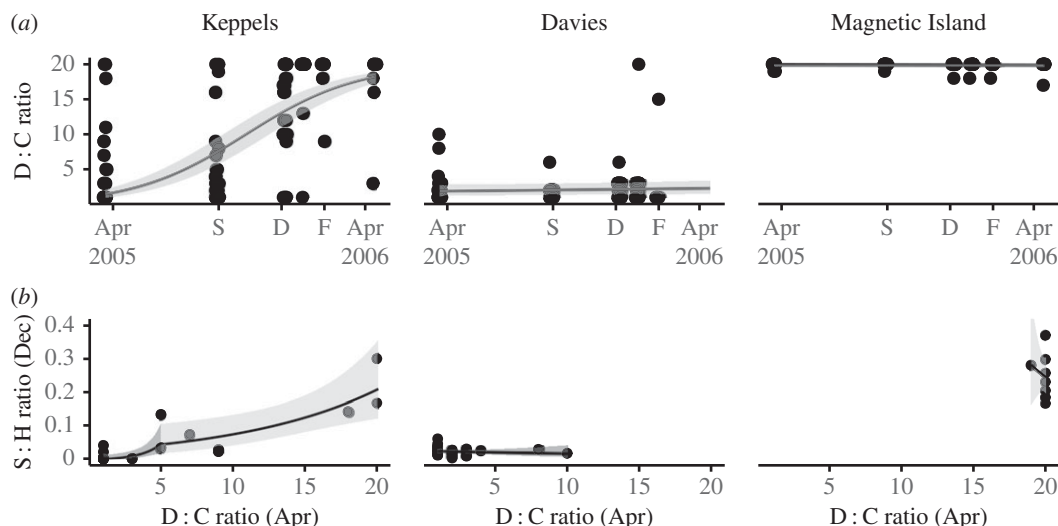 (a) Keppels Davies Magnetic Island
D : C ratio
20
15
10
5
Apr S D F Apr Apr S D F Apr Apr S D F Apr
2005 2006 2005 2006 2005 2006
(b)
S : H ratio (Dec)
0.4
0.3
0.2
0.1
0
5 10 15 20 5 10 15 20 5 10 15 20
D : C ratio (Apr) D : C ratio (Apr) D : C ratio (Apr)